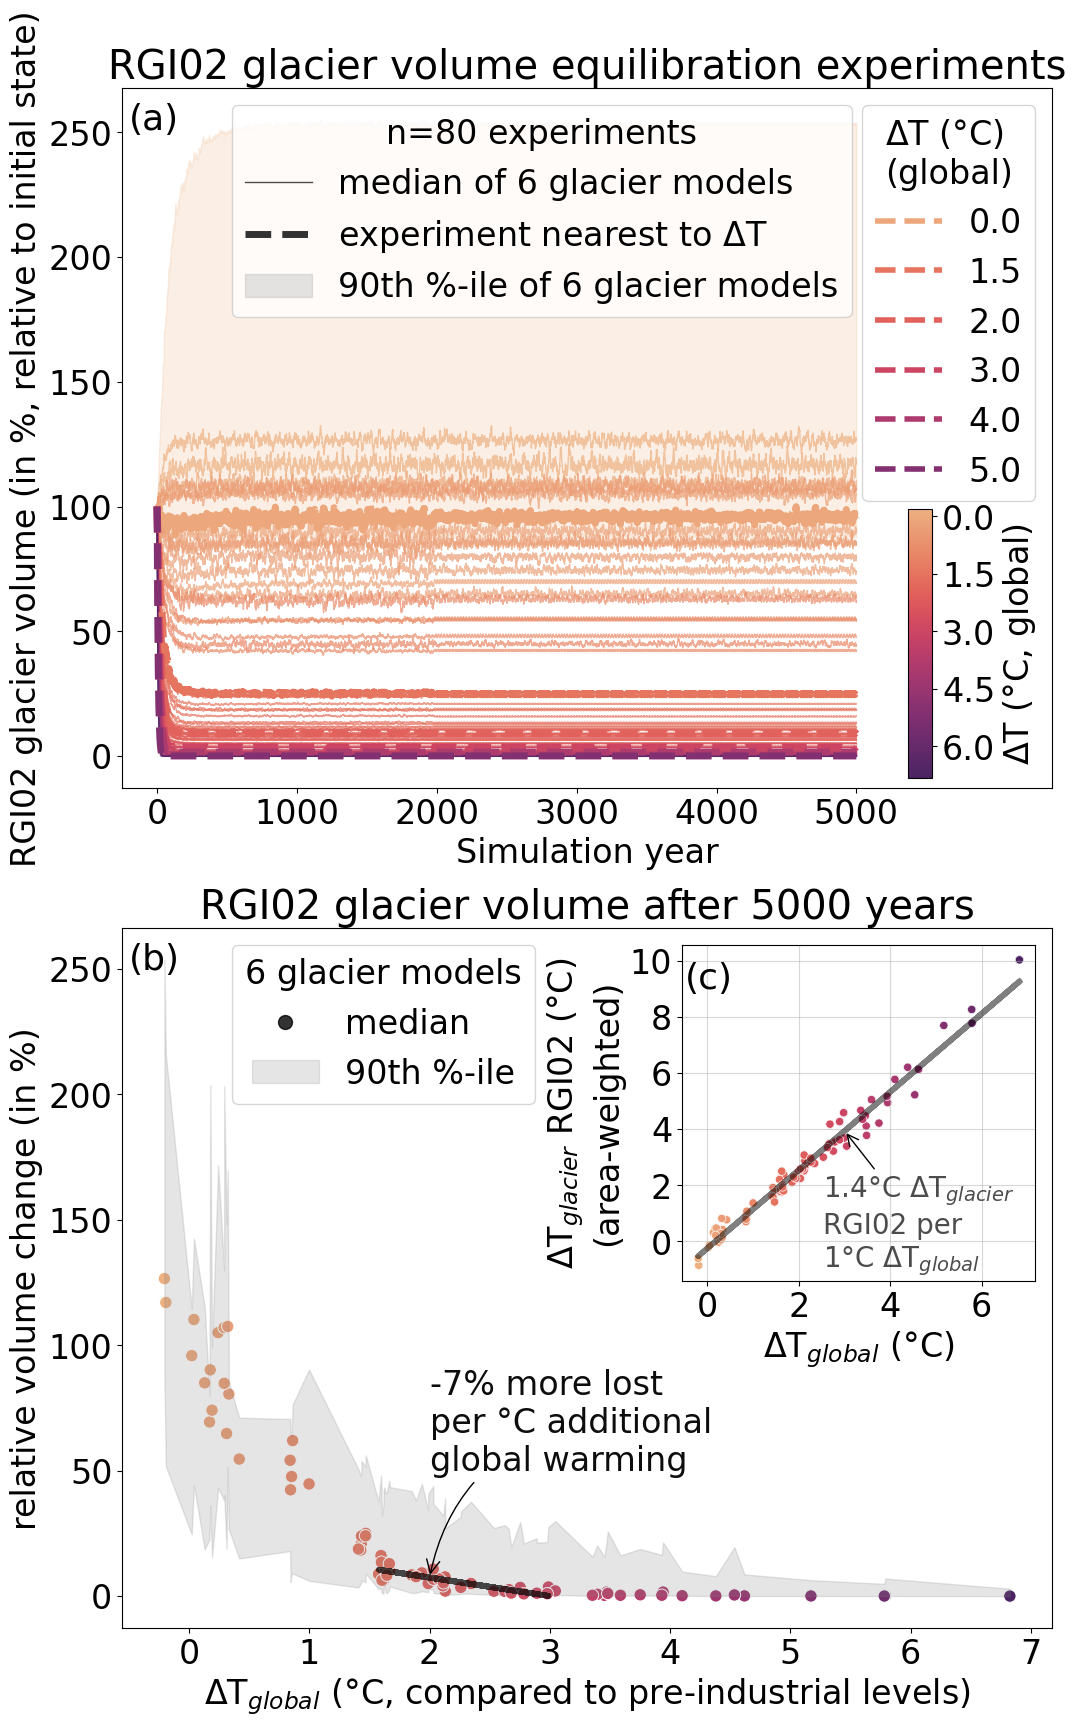 RGI02 glacier volume equilibration experiments
(a)
RGI02 glacier volume (in %, relative to initial state)
250
200
150
100
50
0
n=80 experiments
median of 6 glacier models
experiment nearest to ΔT
90th %-ile of 6 glacier models
ΔT (°C)
(global)
0.0
1.5
2.0
3.0
4.0
5.0
0.0
1.5
3.0
4.5
6.0
ΔT (°C, global)
0 1000 2000 3000 4000 5000
Simulation year
RGI02 glacier volume after 5000 years
(b)
relative volume change (in %)
250
200
150
100
50
0
6 glacier models
median
90th %-ile
(c)
ΔTglacier RGI02 (°C)
(area-weighted)
10
8
6
4
2
0
1.4°C ΔTglacier
RGI02 per
1°C ΔTglobal
0 2 4 6
ΔTglobal (°C)
-7% more lost
per °C additional
global warming
0 1 2 3 4 5 6 7
ΔTglobal (°C, compared to pre-industrial levels)